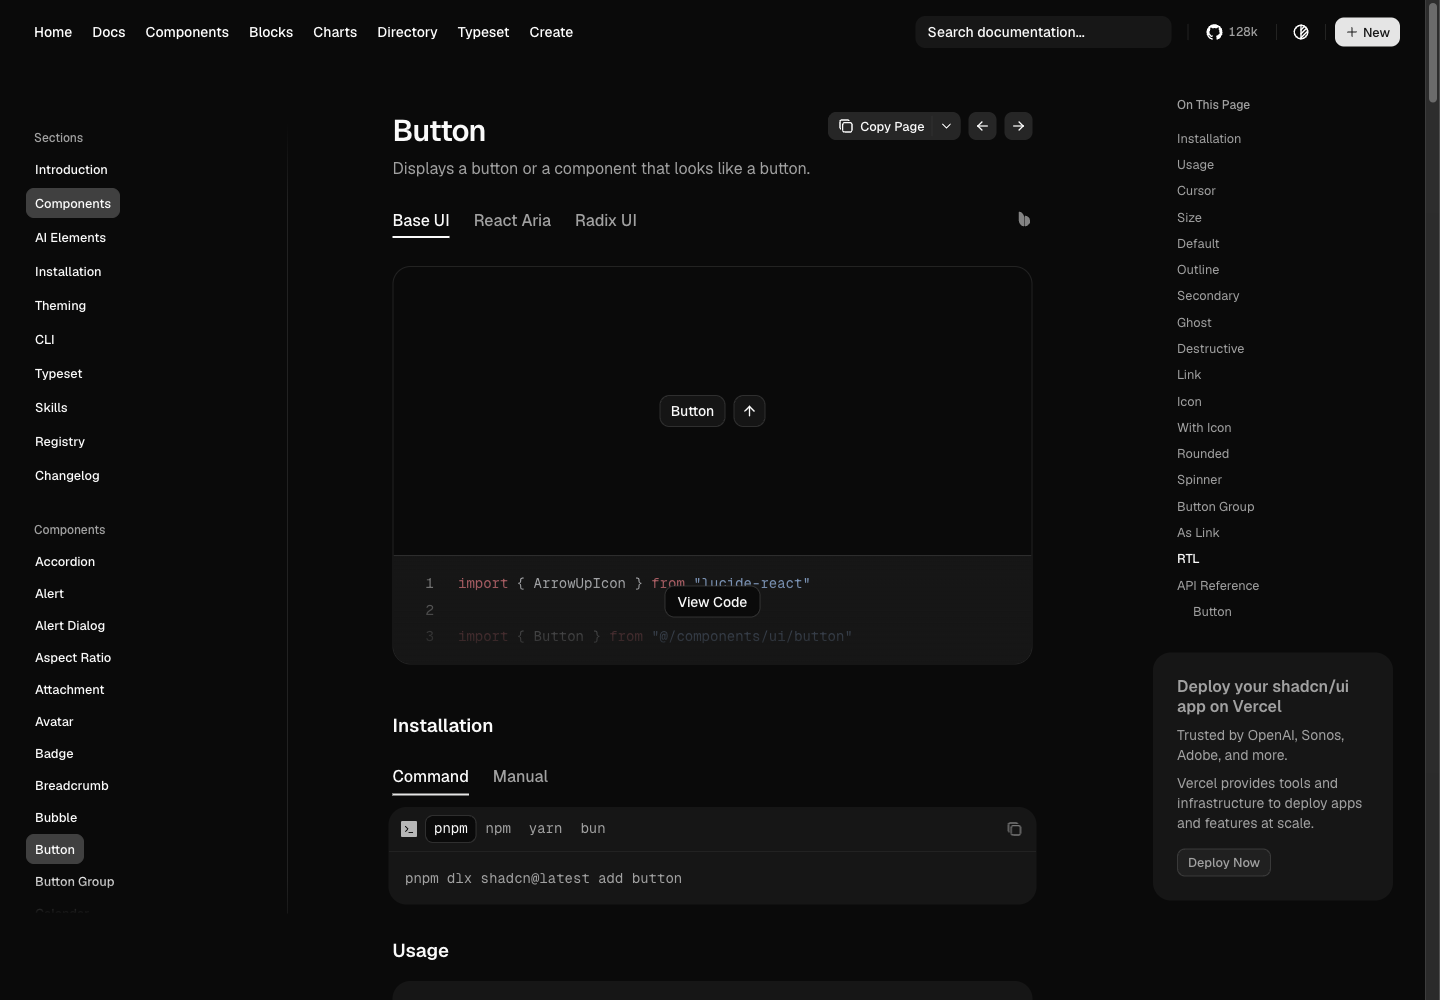 Home Docs Components Blocks Charts Directory Typeset Create Search documentation... 128k New
Sections
Introduction
Components
AI Elements
Installation
Theming
CLI
Typeset
Skills
Registry
Changelog
Components
Accordion
Alert
Alert Dialog
Aspect Ratio
Attachment
Avatar
Badge
Breadcrumb
Bubble
Button
Button Group
Calendar
Button
Copy Page
Displays a button or a component that looks like a button.
Base UI React Aria Radix UI
Button
1 import { ArrowUpIcon } from "lucide-react"
2
View Code
3 import { Button } from "@/components/ui/button"
Installation
Command Manual
pnpm npm yarn bun
pnpm dlx shadcn@latest add button
Usage
On This Page
Installation
Usage
Cursor
Size
Default
Outline
Secondary
Ghost
Destructive
Link
Icon
With Icon
Rounded
Spinner
Button Group
As Link
RTL
API Reference
Button
Deploy your shadcn/ui
app on Vercel
Trusted by OpenAI, Sonos,
Adobe, and more.
Vercel provides tools and
infrastructure to deploy apps
and features at scale.
Deploy Now